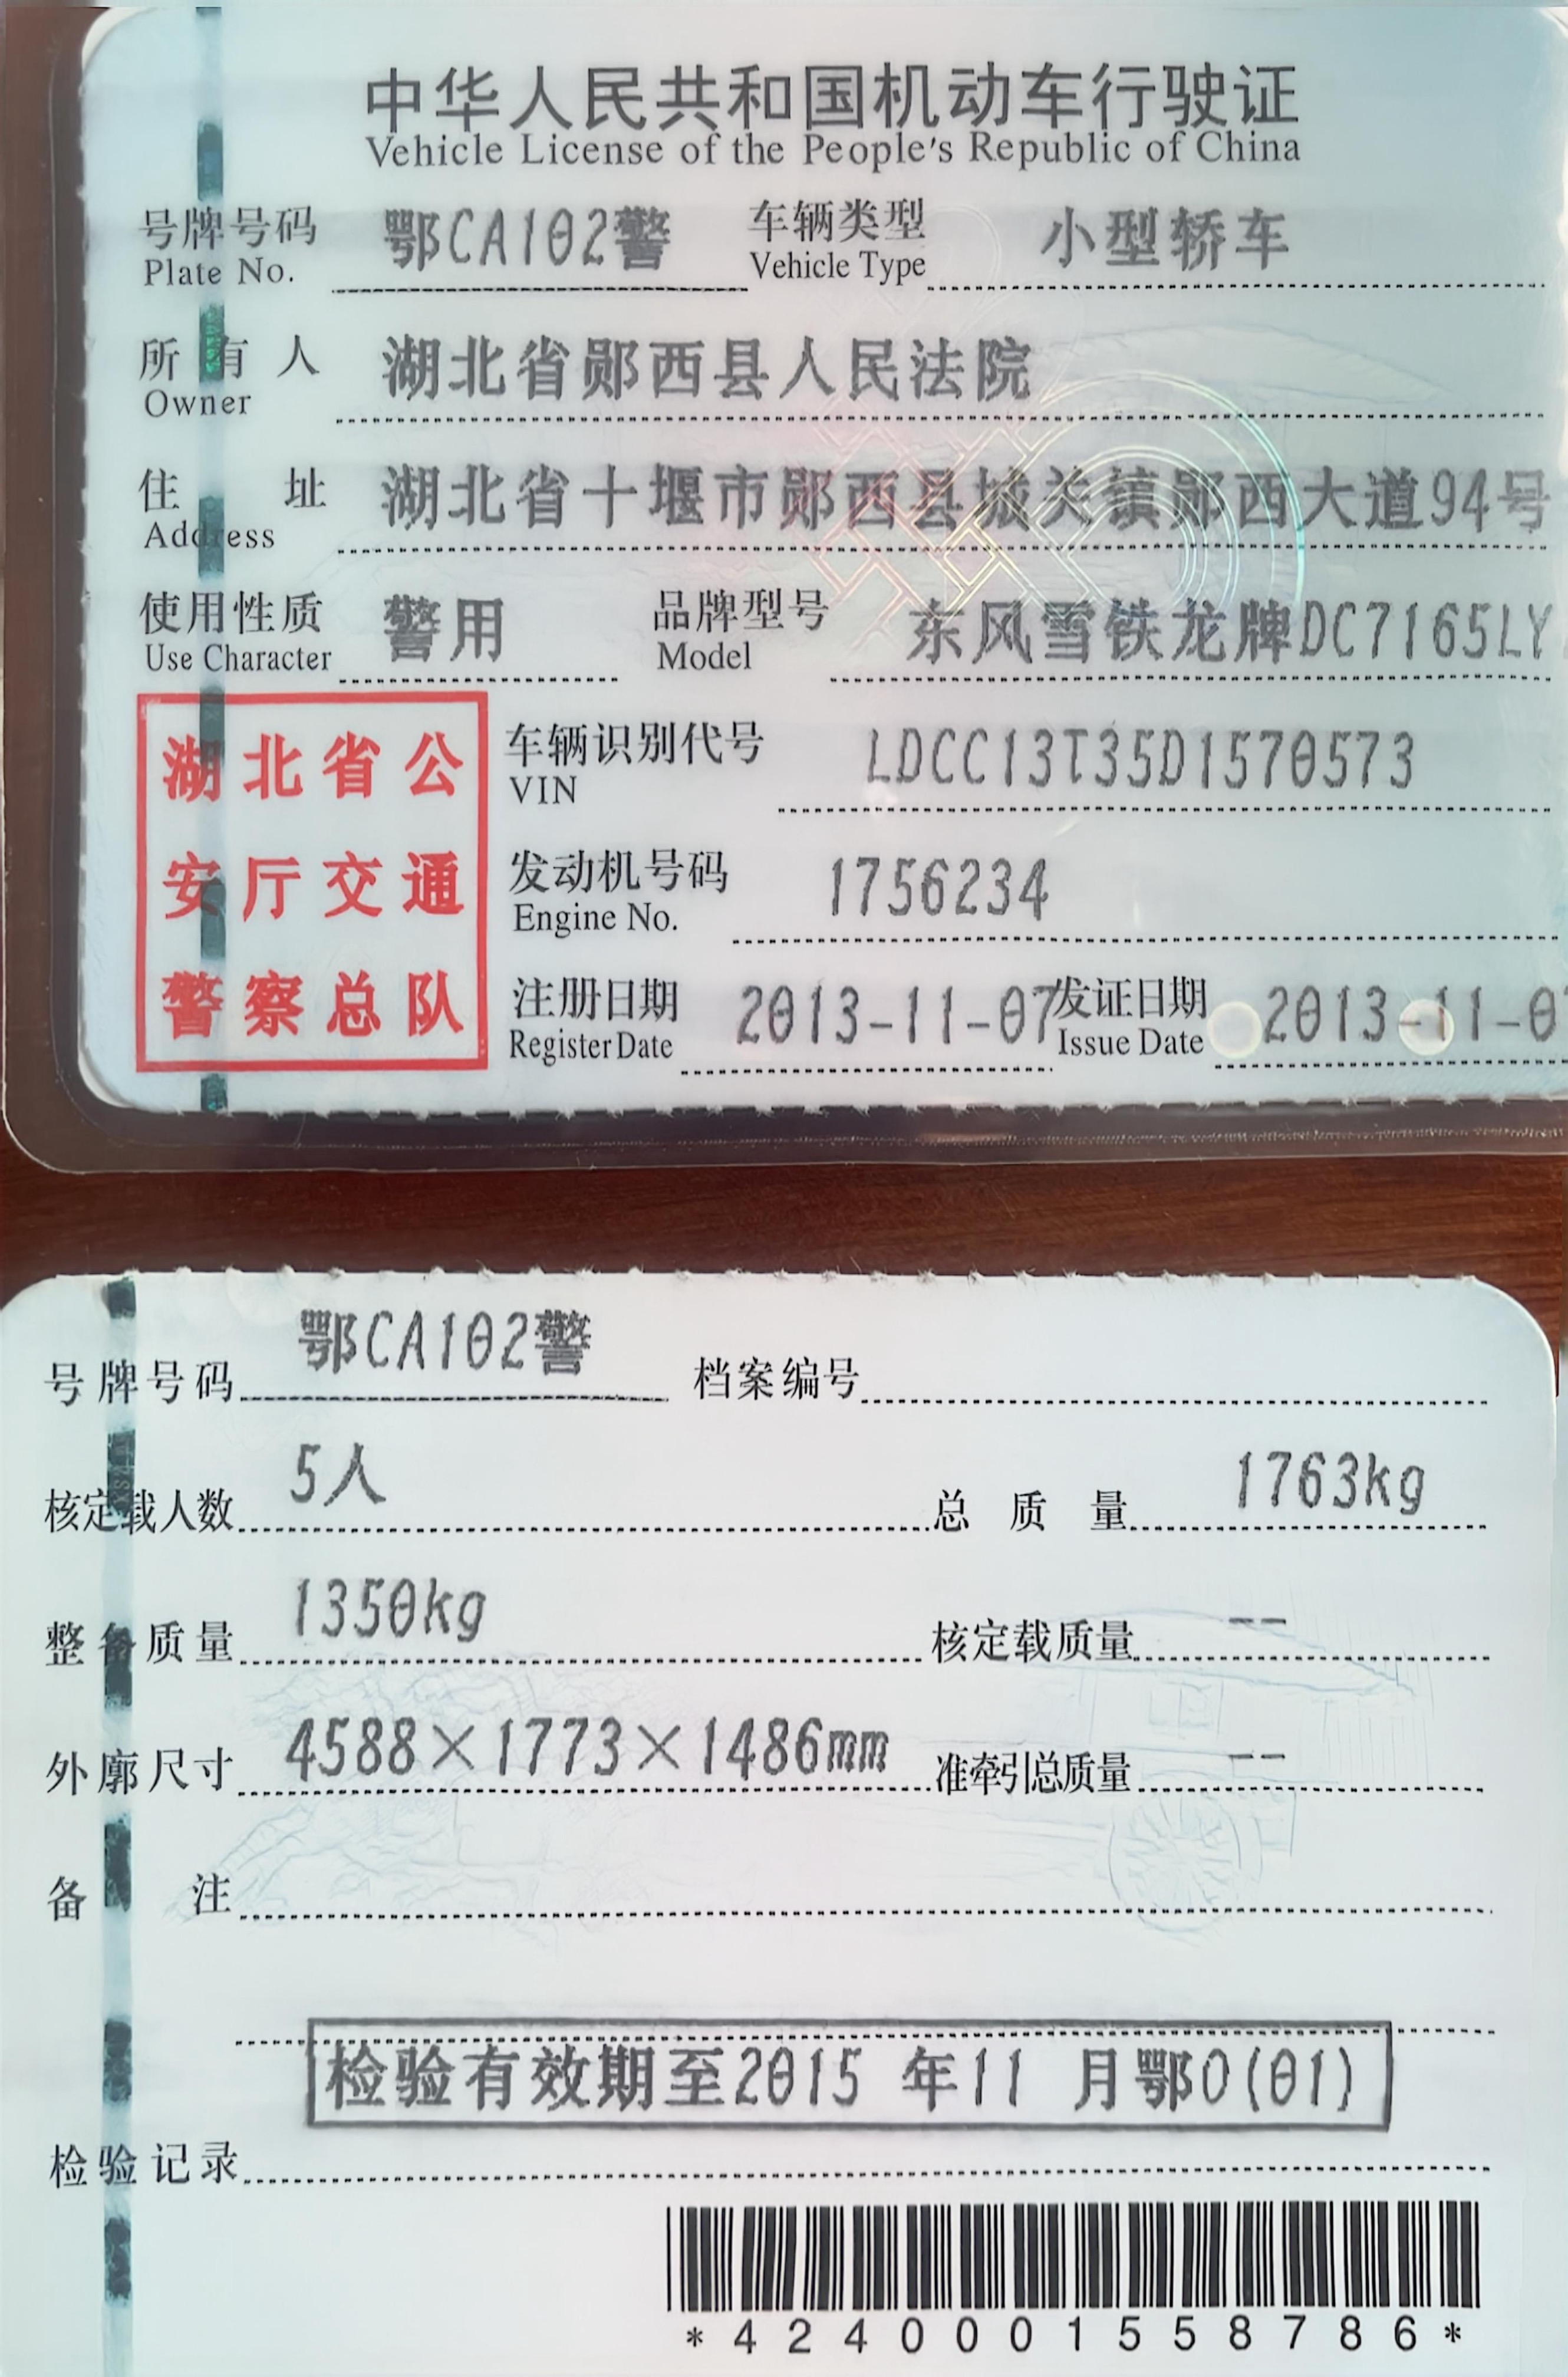 中华人民共和国机动车行驶证
Vehicle License of the People's Republic of China
号牌号码 鄂CA102警 车辆类型 小型轿车
Plate No. Vehicle Type
所有人 湖北省郧西县人民法院
Owner
住址 湖北省十堰市郧西县城关镇郧西大道94号
Address
使用性质 警用 品牌型号 东风雪铁龙牌DC7165LY
Use Character Model
湖北省公
安厅交通
警察总队
车辆识别代号 LDCC13T35D1570573
VIN
发动机号码 1756234
Engine No.
注册日期 2013-11-07 发证日期 2013-11-0
Register Date Issue Date
号牌号码 鄂CA102警 档案编号
核定载人数 5人 总质量 1763kg
整备质量 1350kg 核定载质量 --
外廓尺寸 4588×1773×1486mm 准牵引总质量 --
备注
检验有效期至2015 年11 月鄂O(01)
检验记录
*4240001558786*